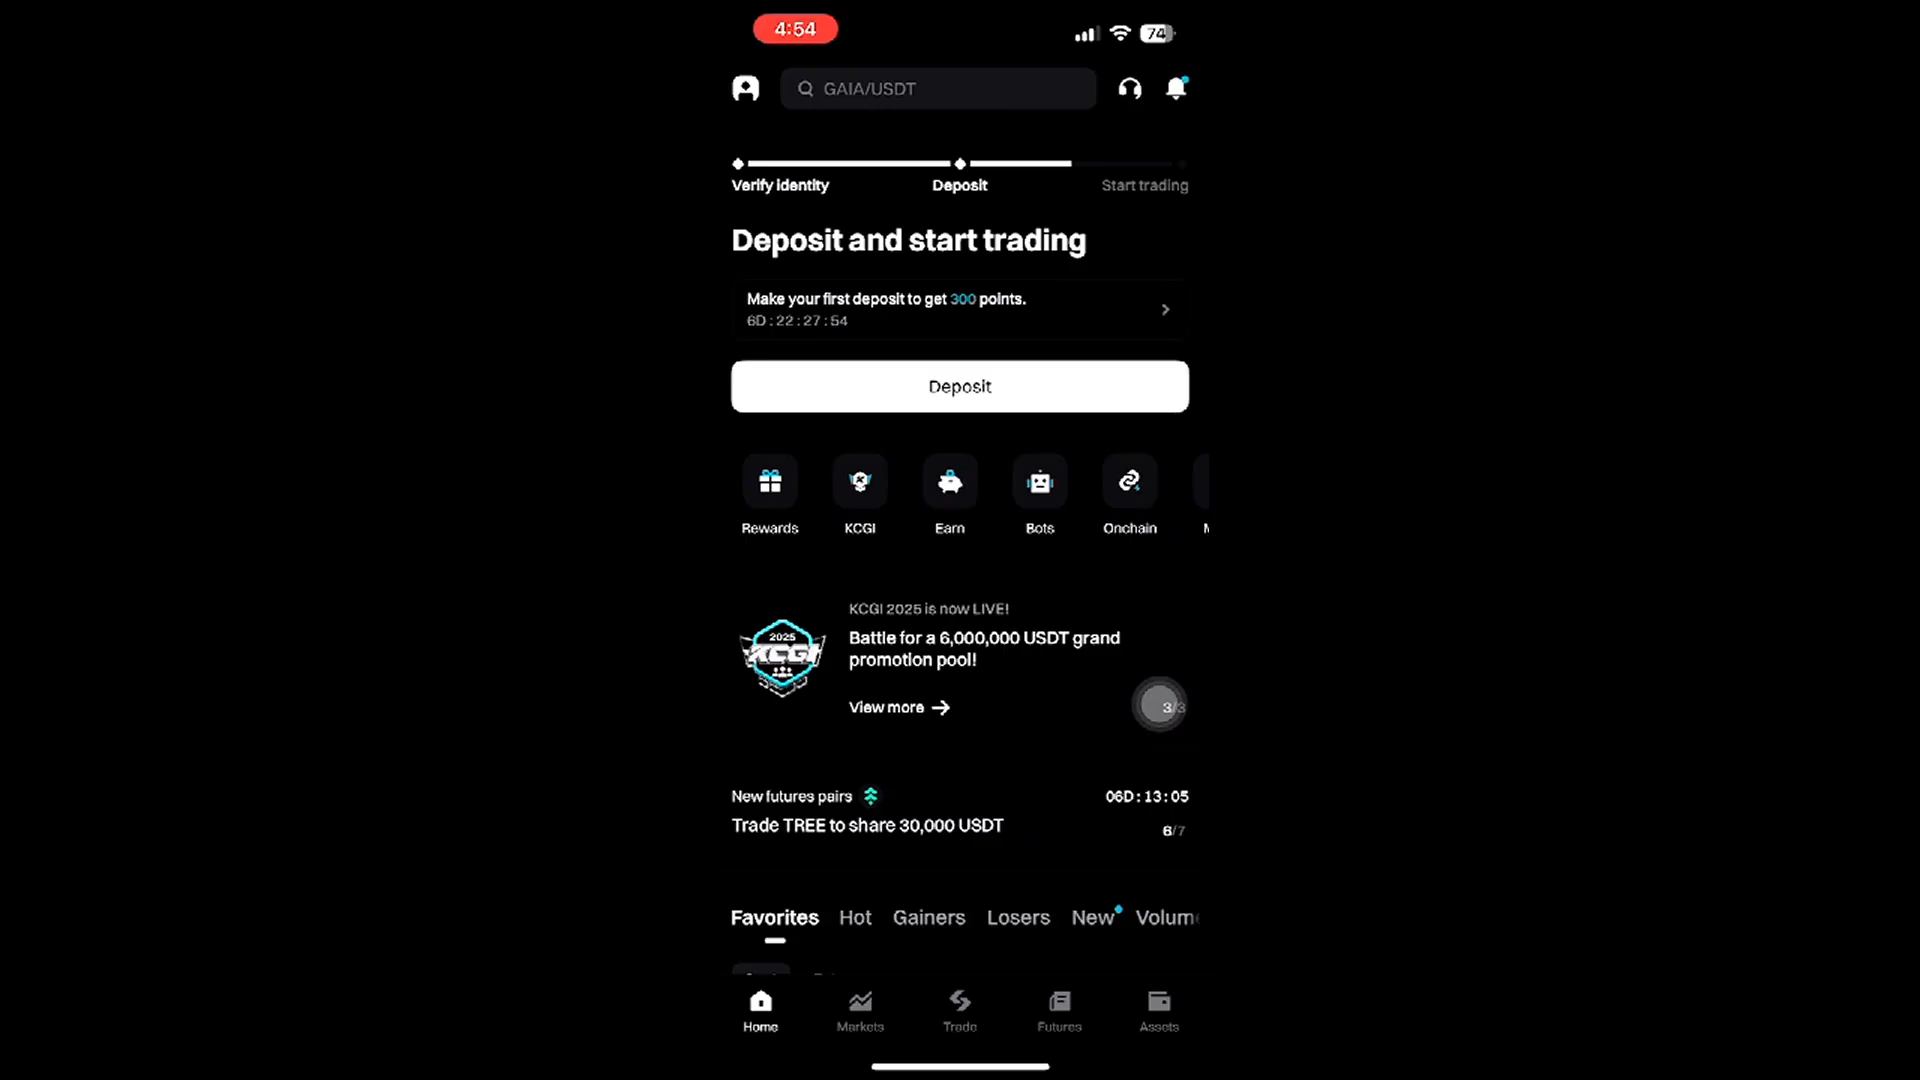 4:54
74
GAIA/USDT
Verify identity
Deposit
Start trading
Deposit and start trading
Make your first deposit to get 300 points.
6D : 22 : 27 : 54
Deposit
Rewards
KCGI
Earn
Bots
Onchain
2025
KCGI
KCGI 2025 is now LIVE!
Battle for a 6,000,000 USDT grand
promotion pool!
View more
3/3
New futures pairs
06D : 13 : 05
Trade TREE to share 30,000 USDT
6/7
Favorites
Hot
Gainers
Losers
New
Volum
Home
Markets
Trade
Futures
Assets